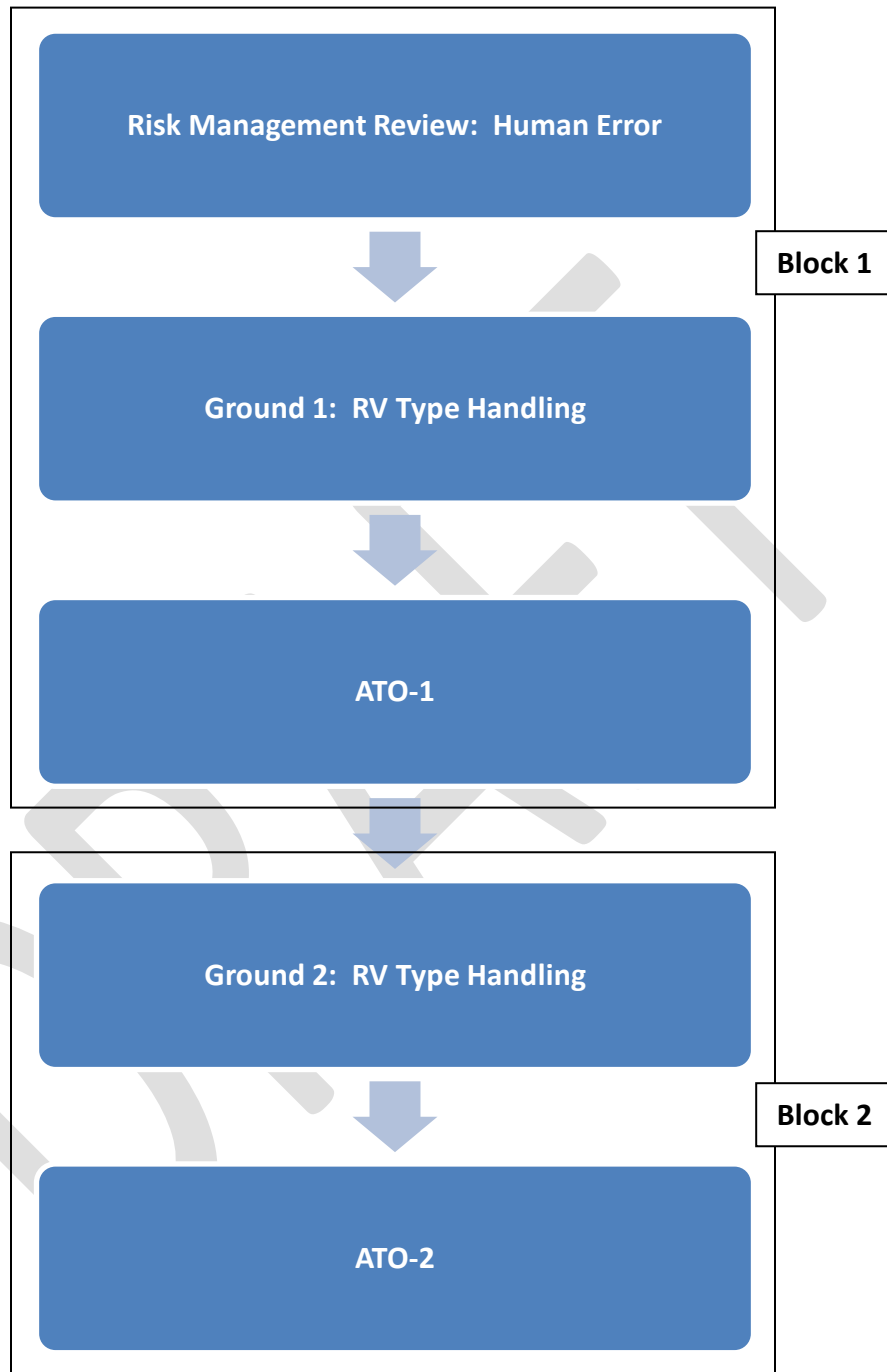 Risk Management Review:  Human Error
Block 1
Ground 1:  RV Type Handling
ATO-1
Ground 2:  RV Type Handling
Block 2
ATO-2